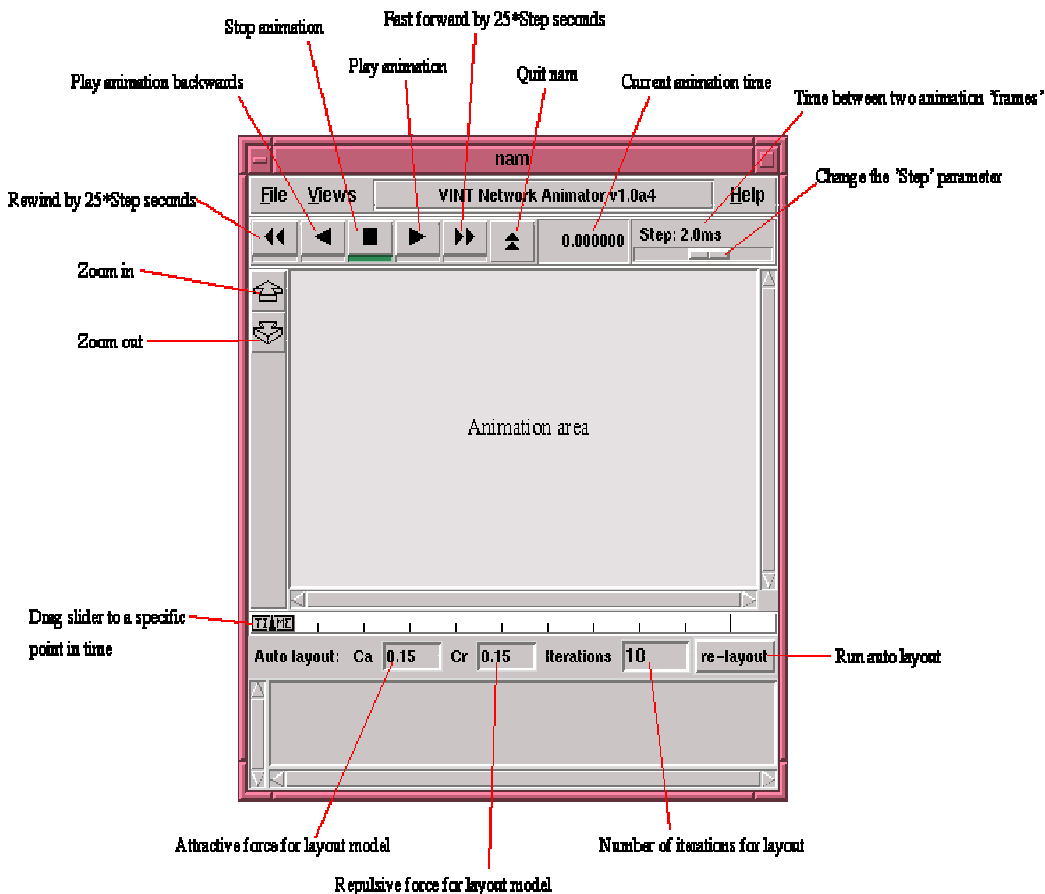 Fast forward by 25*Step seconds
Stop animation
Play animation
Quit nam
Play animation backwards
Current animation time
Time between two animation 'frames'
nam
Change the 'Step' parameter
File Views VINT Network Animator v1.0a4 Help
Rewind by 25*Step seconds
0.000000
Step: 2.0ms
Zoom in
Zoom out
Animation area
Drag slider to a specific
point in time
TIME
Auto layout: Ca 0.15 Cr 0.15 Iterations 10 re-layout
Run auto layout
Attractive force for layout model
Number of iterations for layout
Repulsive force for layout model